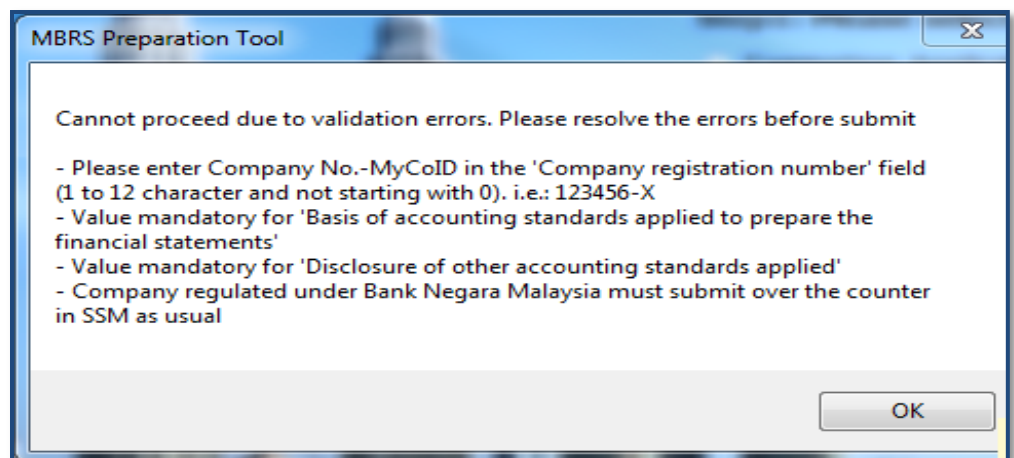 MBRS Preparation Tool
Cannot proceed due to validation errors. Please resolve the errors before submit
- Please enter Company No.-MyCoID in the 'Company registration number' field
(1 to 12 character and not starting with 0). i.e.: 123456-X
- Value mandatory for 'Basis of accounting standards applied to prepare the
financial statements'
- Value mandatory for 'Disclosure of other accounting standards applied'
- Company regulated under Bank Negara Malaysia must submit over the counter
in SSM as usual
OK